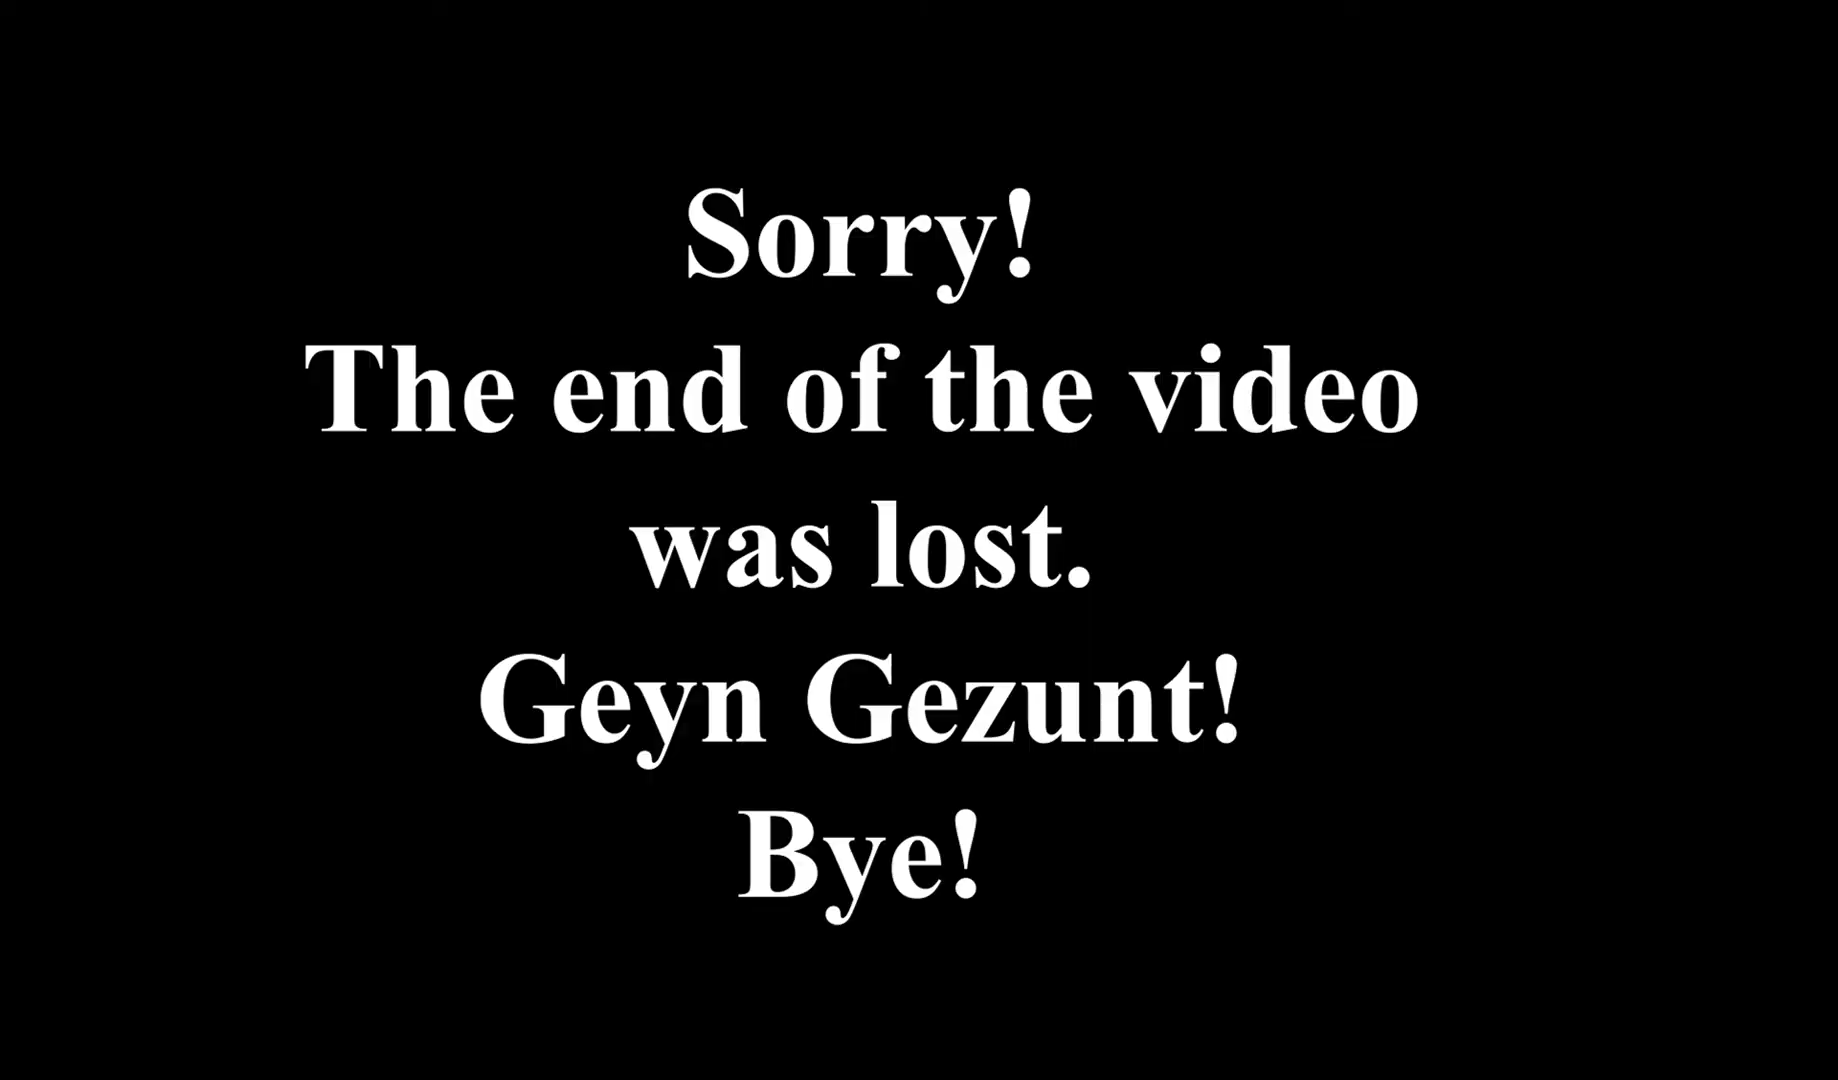 Sorry!
The end of the video
was lost.
Geyn Gezunt!
Bye!